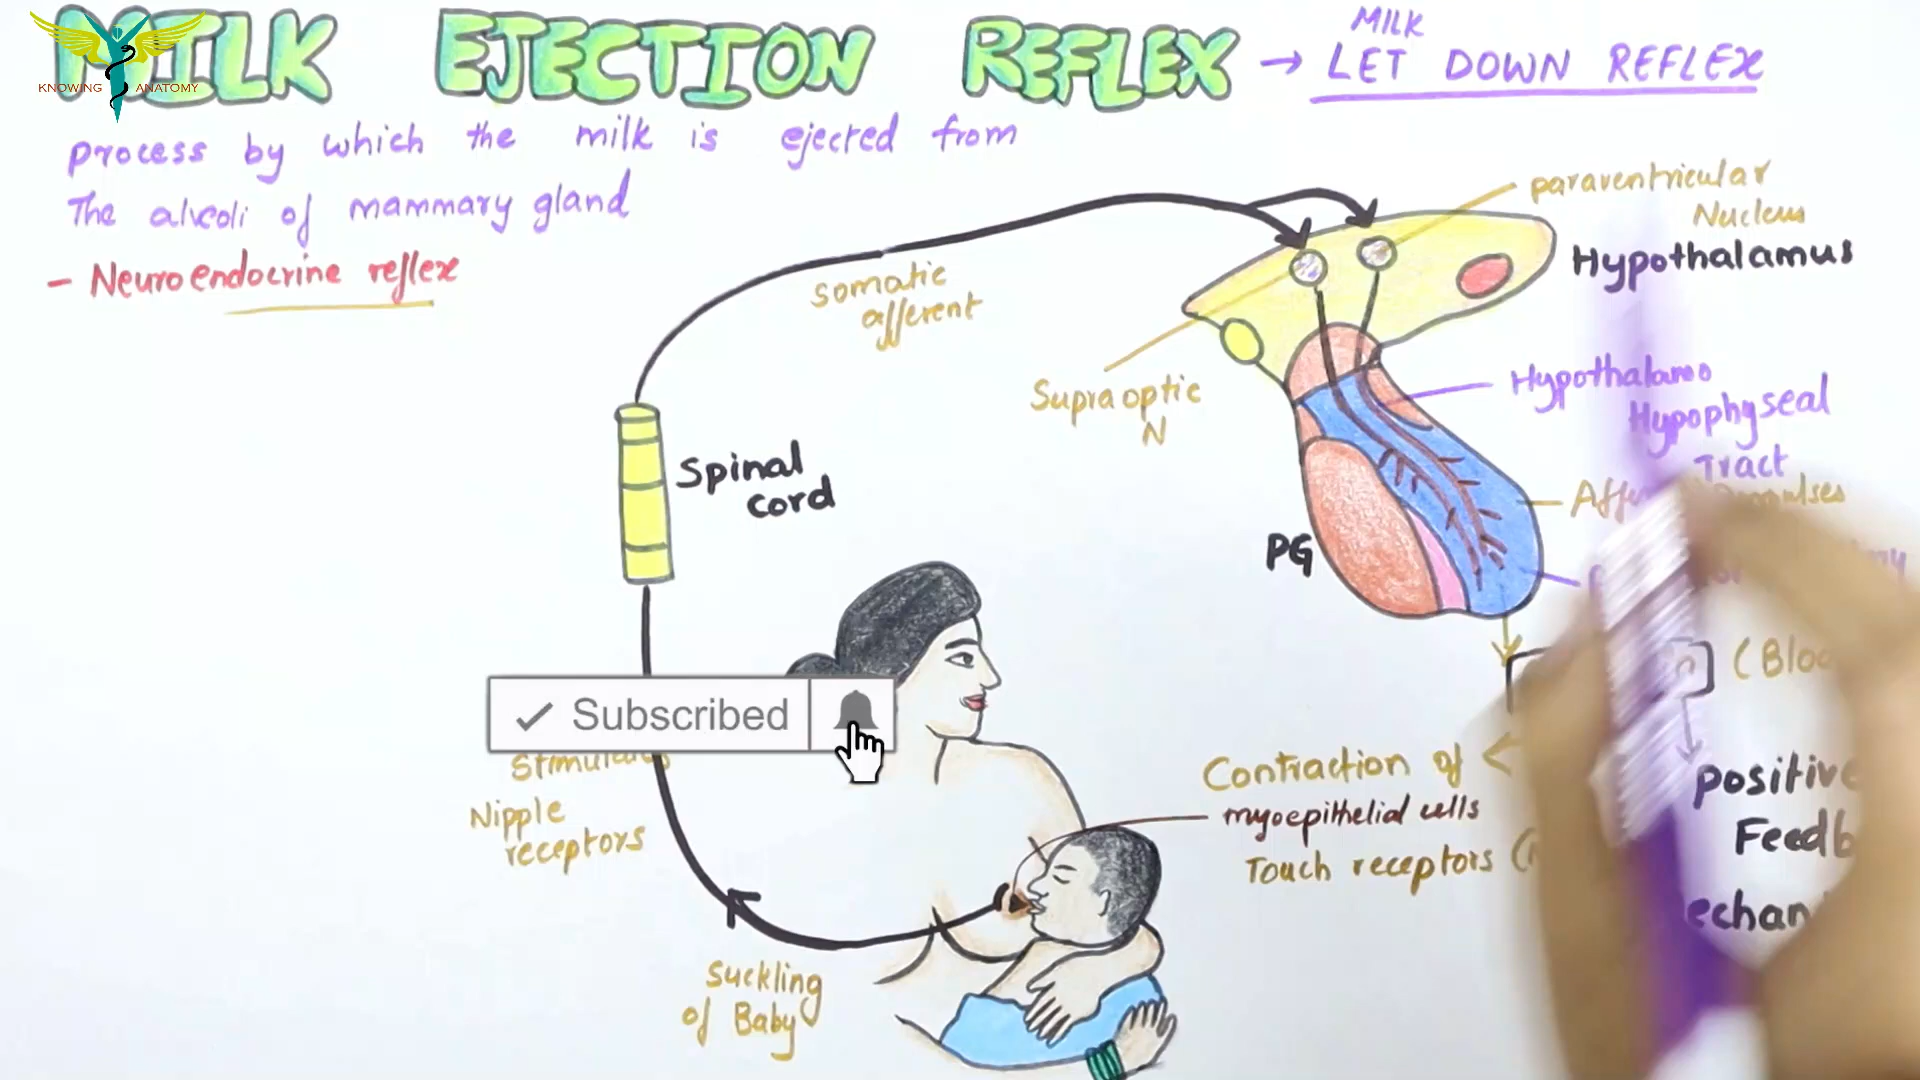 MILK EJECTION REFLEX → MILK
LET DOWN REFLEX
KNOWING ANATOMY
process by which the milk is ejected from
The alveoli of mammary gland
- Neuroendocrine reflex
somatic
afferent
paraventricular
Nucleus
Hypothalamus
Supraoptic
N
Hypothalamo
Hypophyseal
Tract
Spinal
cord
PG
Subscribed
Nipple
receptors
Contraction of
myoepithelial cells
Touch receptors
positive
Suckling
of Baby